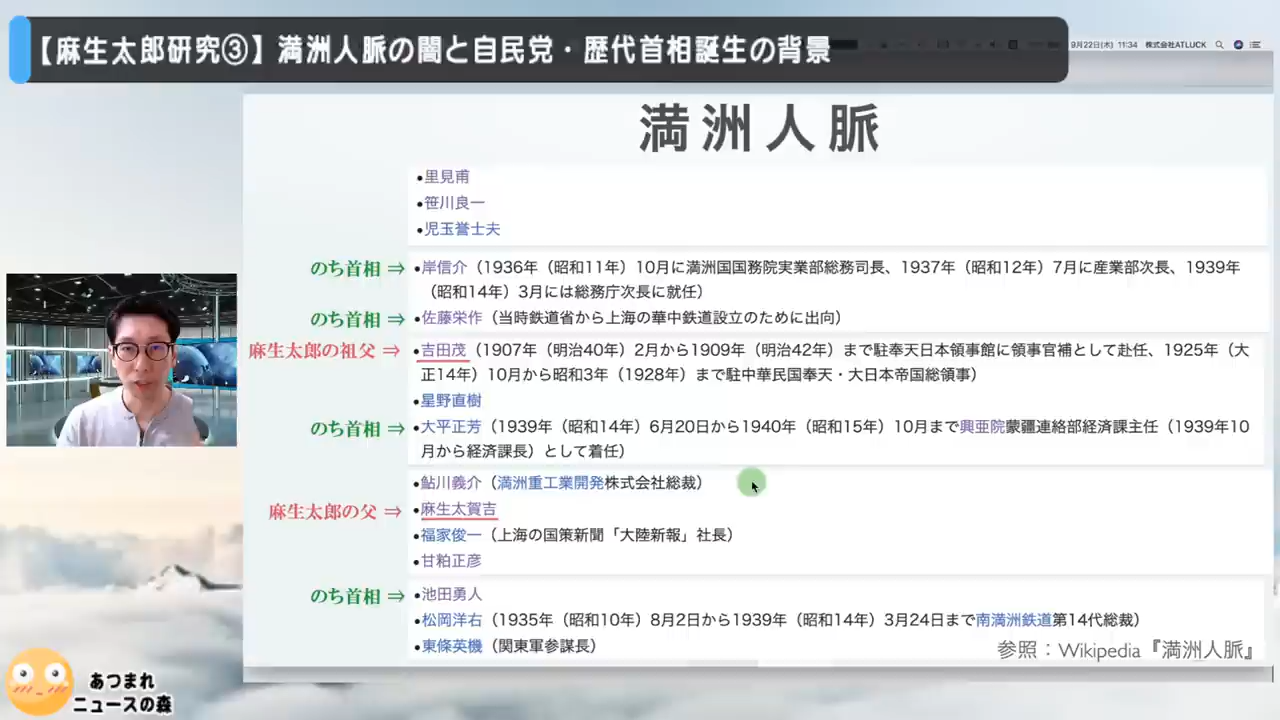 【麻生太郎研究③】満洲人脈の闇と自民党・歴代首相誕生の背景
9月22日(木) 11:34 株式会社ATLUCK
満洲人脈
•里見甫
•笹川良一
•児玉誉士夫
のち首相 ⇒ •岸信介（1936年（昭和11年）10月に満洲国国務院実業部総務司長、1937年（昭和12年）7月に産業部次長、1939年
（昭和14年）3月には総務庁次長に就任）
のち首相 ⇒ •佐藤栄作（当時鉄道省から上海の華中鉄道設立のために出向）
麻生太郎の祖父 ⇒ •吉田茂（1907年（明治40年）2月から1909年（明治42年）まで駐奉天日本領事館に領事官補として赴任、1925年（大
正14年）10月から昭和3年（1928年）まで駐中華民国奉天・大日本帝国総領事）
•星野直樹
のち首相 ⇒ •大平正芳（1939年（昭和14年）6月20日から1940年（昭和15年）10月まで興亜院蒙疆連絡部経済課主任（1939年10
月から経済課長）として着任）
•鮎川義介（満洲重工業開発株式会社総裁）
麻生太郎の父 ⇒ •麻生太賀吉
•福家俊一（上海の国策新聞「大陸新報」社長）
•甘粕正彦
のち首相 ⇒ •池田勇人
•松岡洋右（1935年（昭和10年）8月2日から1939年（昭和14年）3月24日まで南満洲鉄道第14代総裁）
•東條英機（関東軍参謀長）
参照：Wikipedia『満洲人脈』
あつまれ
ニュースの森